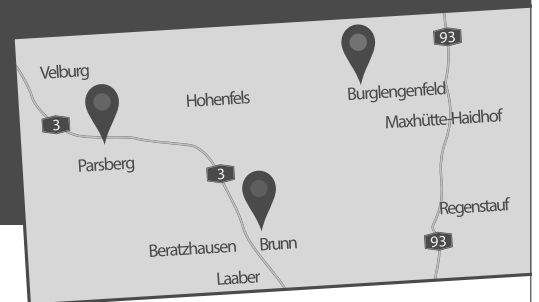 93
Velburg
Hohenfels
Burglengenfeld
3
Maxhütte-Haidhof
Parsberg
3
Regenstauf
93
Beratzhausen
Brunn
Laaber